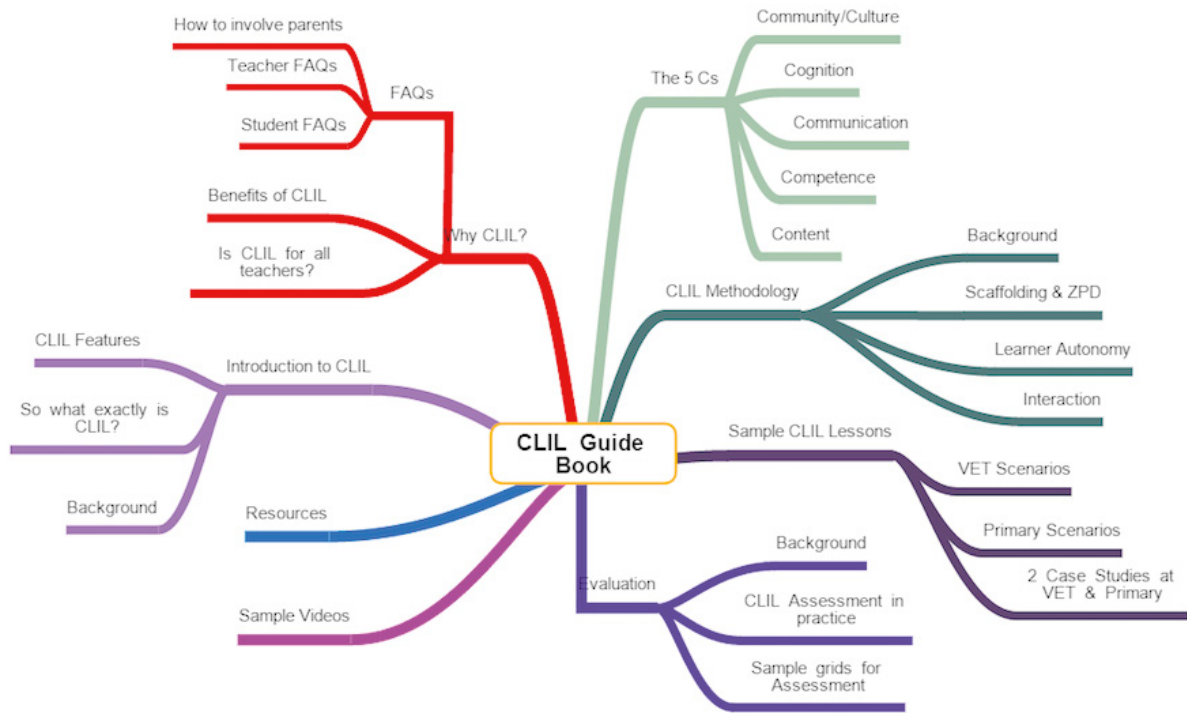 How to involve parents
Teacher FAQs
FAQs
Student FAQs
Benefits of CLIL
Why CLIL?
Is CLIL for all
teachers?
CLIL Features
Introduction to CLIL
So what exactly is
CLIL?
Background
Resources
Sample Videos
CLIL Guide
Book
Community/Culture
The 5 Cs
Cognition
Communication
Competence
Content
Background
CLIL Methodology
Scaffolding & ZPD
Learner Autonomy
Interaction
Sample CLIL Lessons
VET Scenarios
Primary Scenarios
2 Case Studies at
VET & Primary
Background
Evaluation
CLIL Assessment in
practice
Sample grids for
Assessment